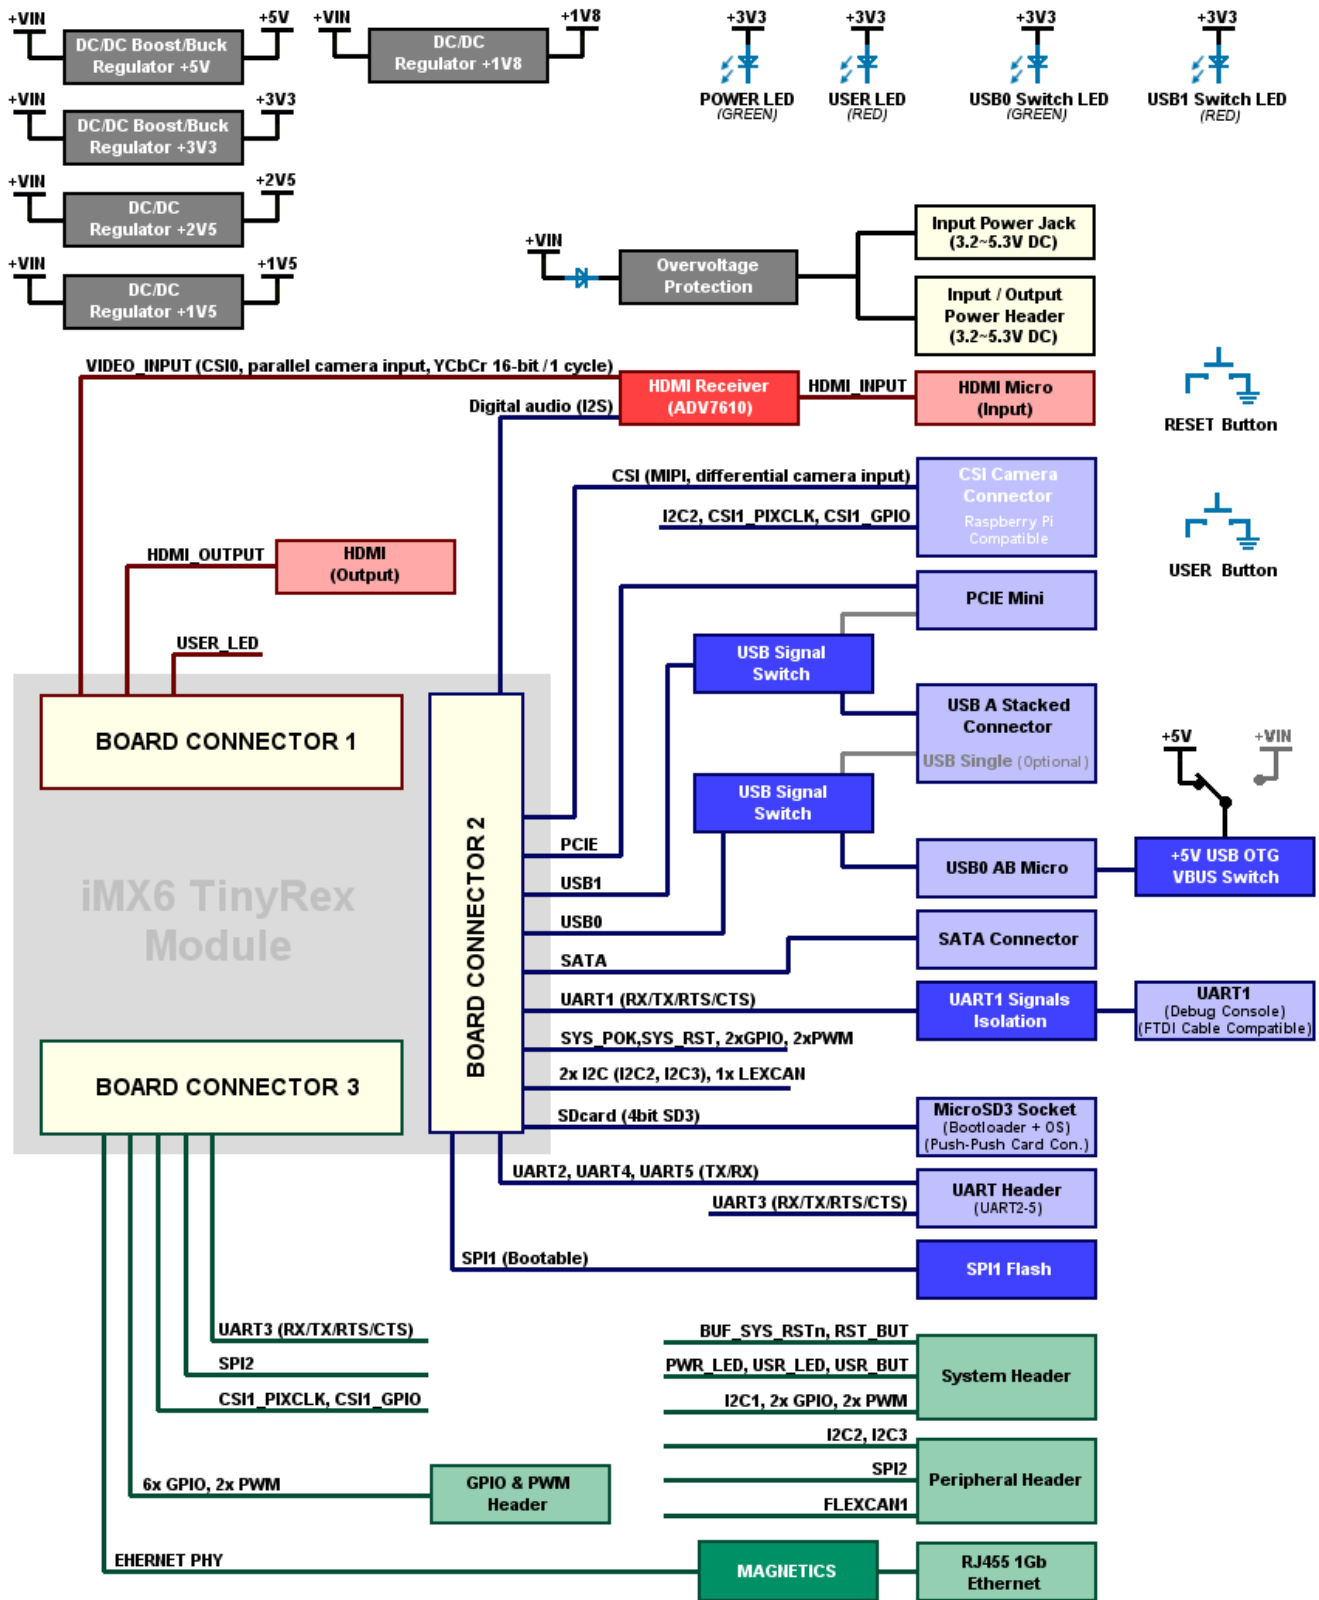 +VIN
+5V
DC/DC Boost/Buck
Regulator +5V
+VIN
+1V8
DC/DC
Regulator +1V8
+3V3
POWER LED
(GREEN)
+3V3
USER LED
(RED)
+3V3
USB0 Switch LED
(GREEN)
+3V3
USB1 Switch LED
(RED)
+VIN
+3V3
DC/DC Boost/Buck
Regulator +3V3
+VIN
+2V5
DC/DC
Regulator +2V5
+VIN
+1V5
DC/DC
Regulator +1V5
+VIN
Overvoltage
Protection
Input Power Jack
(3.2~5.3V DC)
Input / Output
Power Header
(3.2~5.3V DC)
VIDEO_INPUT (CSI0, parallel camera input, YCbCr 16-bit / 1 cycle)
Digital audio (I2S)
HDMI Receiver
(ADV7610)
HDMI_INPUT
HDMI Micro
(Input)
RESET Button
CSI (MIPI, differential camera input)
I2C2, CSI1_PIXCLK, CSI1_GPIO
CSI Camera
Connector
Raspberry Pi
Compatible
USER Button
HDMI_OUTPUT
HDMI
(Output)
USER_LED
PCIE Mini
USB Signal
Switch
USB A Stacked
Connector
USB Single (Optional)
USB Signal
Switch
+5V
+VIN
BOARD CONNECTOR 1
BOARD CONNECTOR 2
iMX6 TinyRex
Module
BOARD CONNECTOR 3
PCIE
USB1
USB0
SATA
UART1 (RX/TX/RTS/CTS)
SYS_POK,SYS_RST, 2xGPIO, 2xPWM
2x I2C (I2C2, I2C3), 1x LEXCAN
SDcard (4bit SD3)
USB0 AB Micro
+5V USB OTG
VBUS Switch
SATA Connector
UART1 Signals
Isolation
UART1
(Debug Console)
(FTDI Cable Compatible)
MicroSD3 Socket
(Bootloader + OS)
(Push-Push Card Con.)
UART2, UART4, UART5 (TX/RX)
UART3 (RX/TX/RTS/CTS)
UART Header
(UART2-5)
SPI1 (Bootable)
SPI1 Flash
UART3 (RX/TX/RTS/CTS)
SPI2
CSI1_PIXCLK, CSI1_GPIO
BUF_SYS_RSTn, RST_BUT
PWR_LED, USR_LED, USR_BUT
I2C1, 2x GPIO, 2x PWM
System Header
I2C2, I2C3
SPI2
FLEXCAN1
Peripheral Header
6x GPIO, 2x PWM
GPIO & PWM
Header
EHERNET PHY
MAGNETICS
RJ455 1Gb
Ethernet